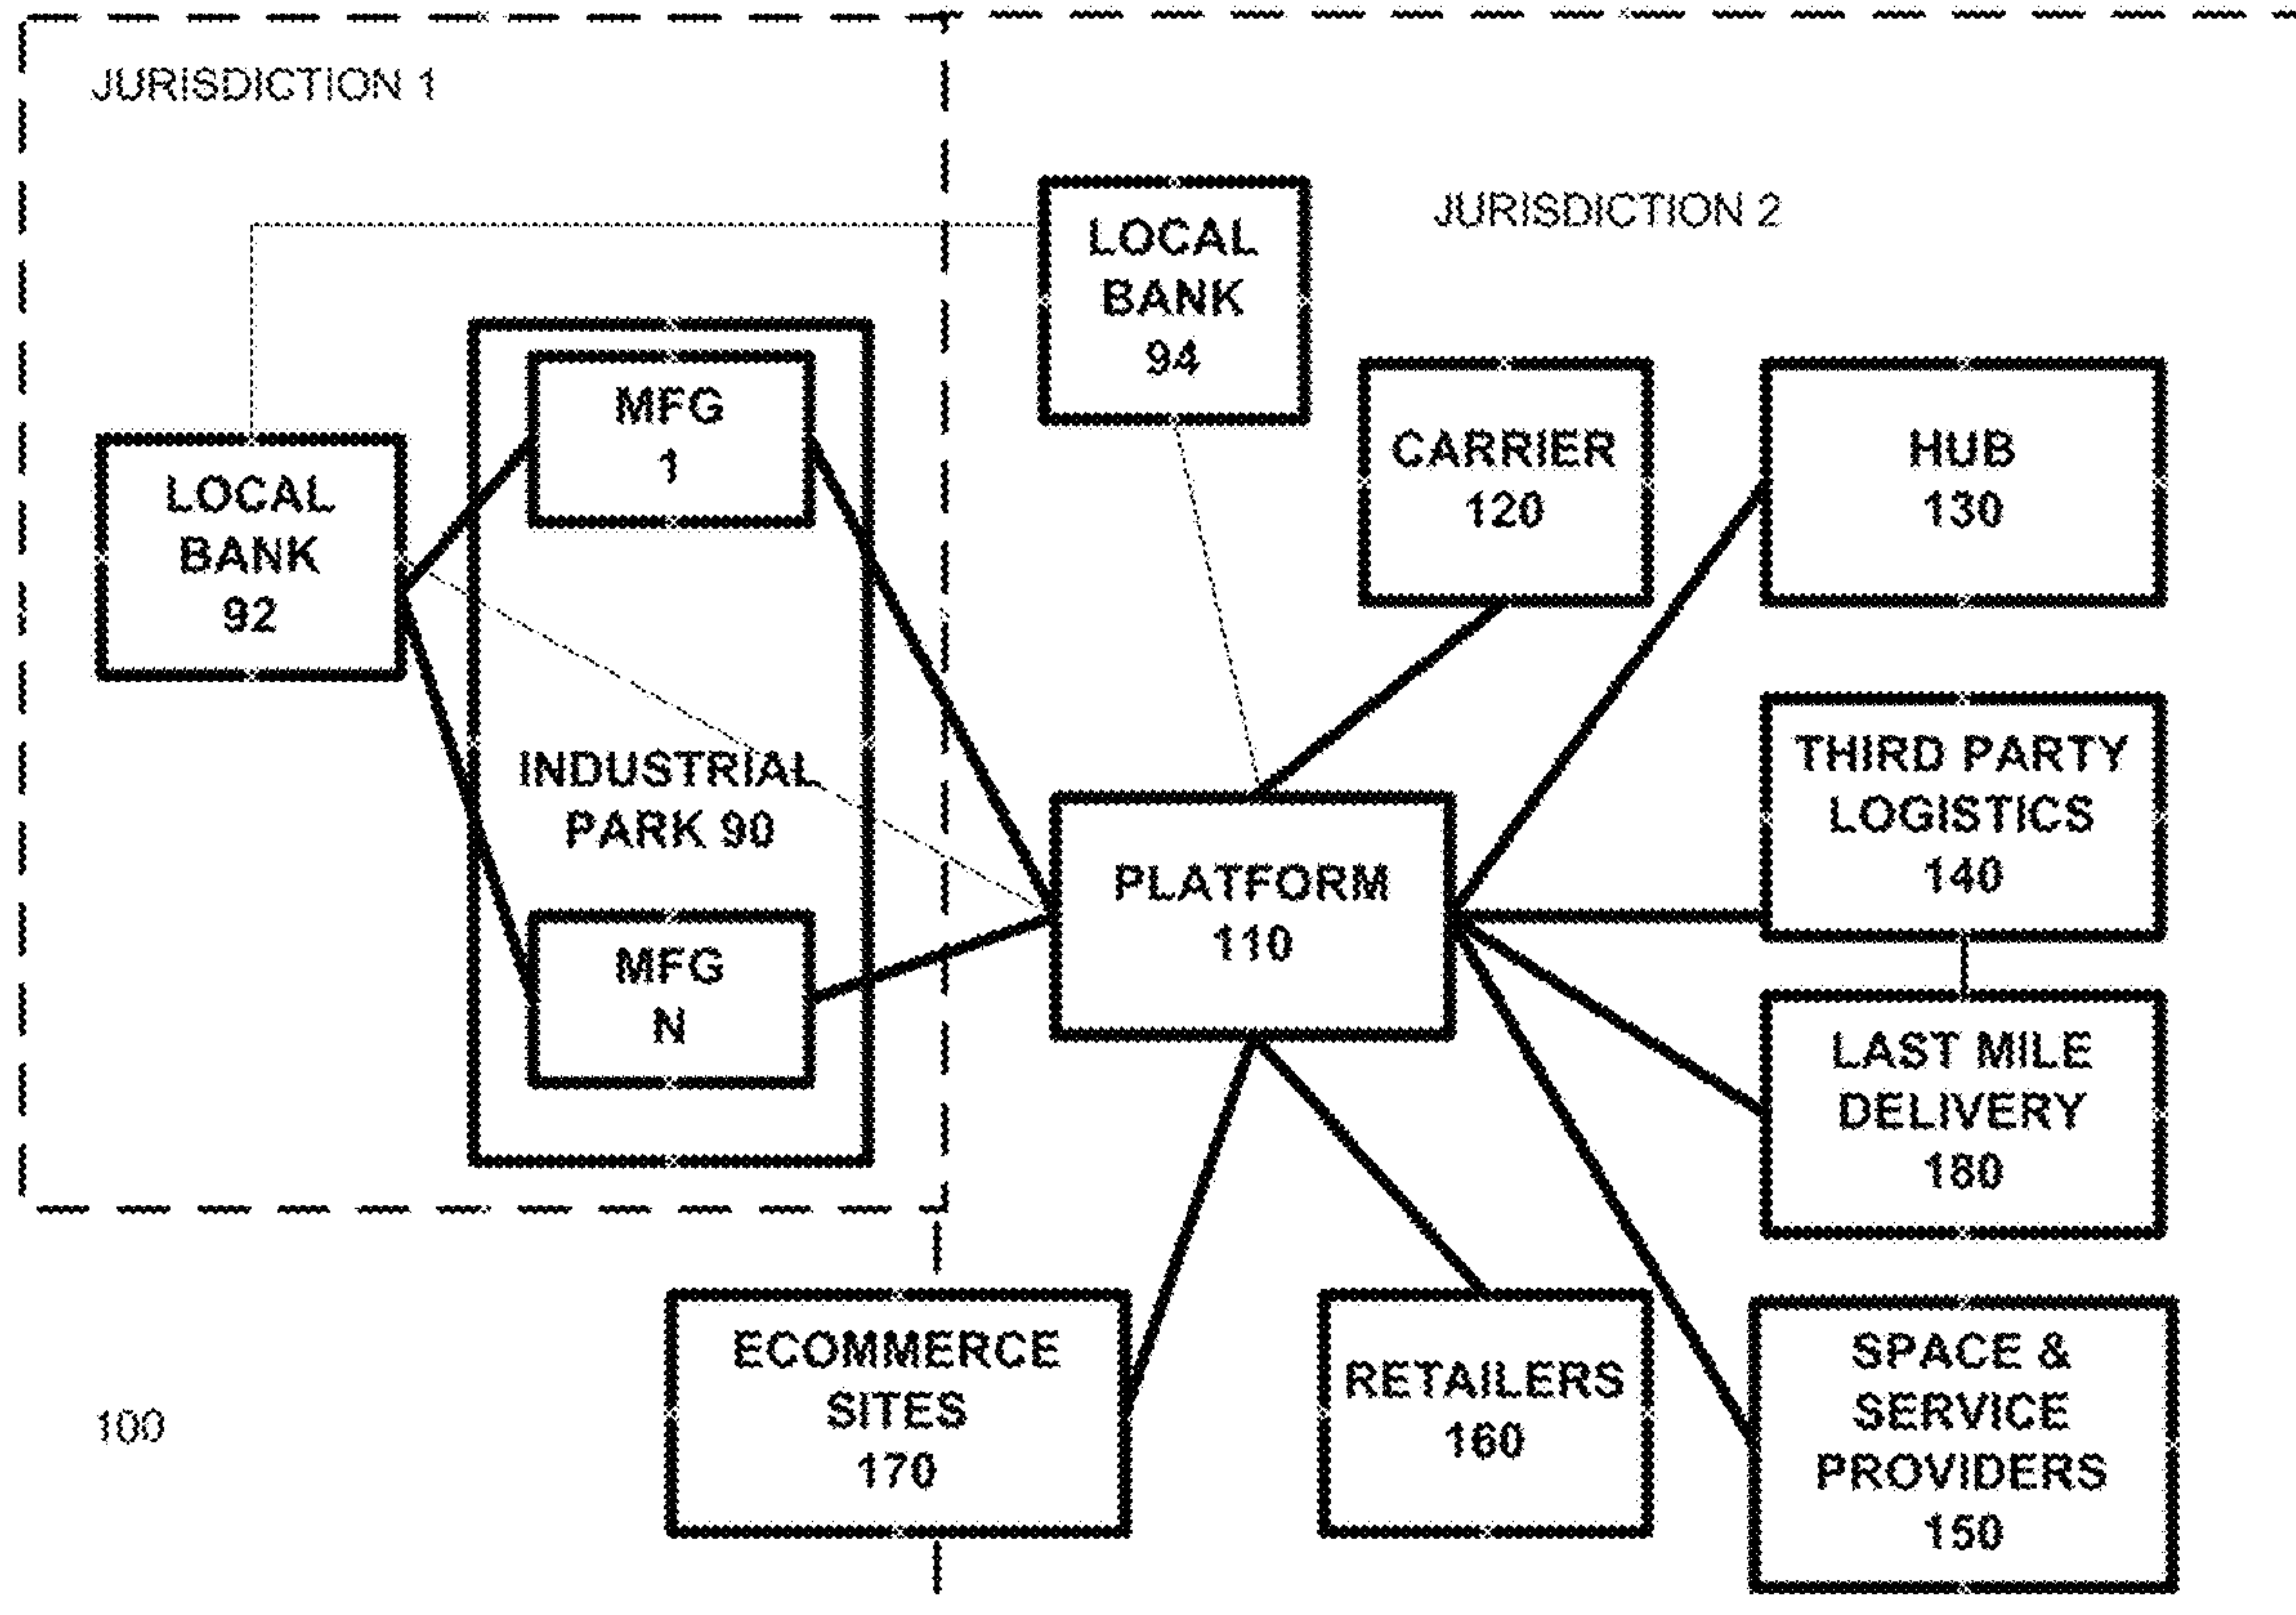 JURISDICTION 1
JURISDICTION 2
LOCAL
BANK
94
MFG
1
CARRIER
120
HUB
130
LOCAL
BANK
92
INDUSTRIAL
PARK 90
THIRD PARTY
LOGISTICS
140
PLATFORM
110
MFG
N
LAST MILE
DELIVERY
180
ECOMMERCE
SITES
170
RETAILERS
160
SPACE &
SERVICE
PROVIDERS
150
100